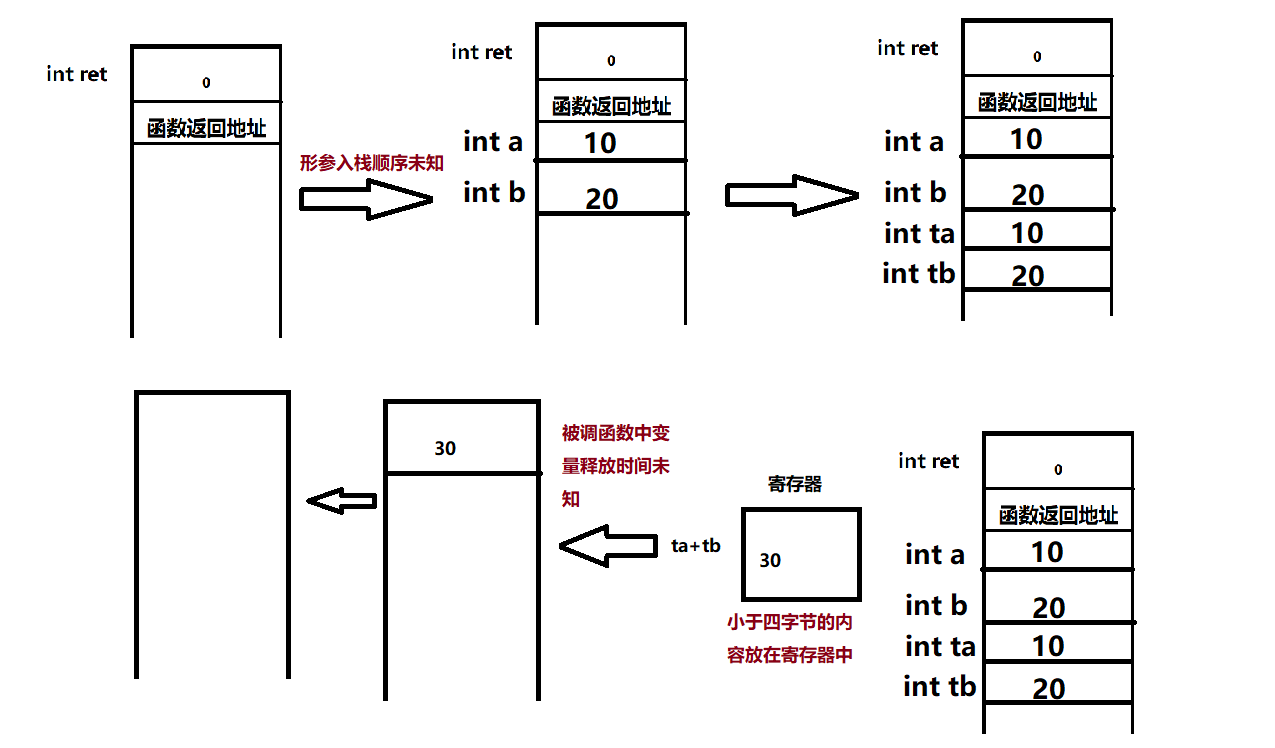 int ret
0
函数返回地址
形参入栈顺序未知
int ret
0
函数返回地址
int a
10
int b
20
int ret
0
函数返回地址
int a
10
int b
20
int ta
10
int tb
20
int ret
0
函数返回地址
int a
10
int b
20
int ta
10
int tb
20
寄存器
30
小于四字节的内
容放在寄存器中
ta+tb
被调函数中变
量释放时间未
知
30